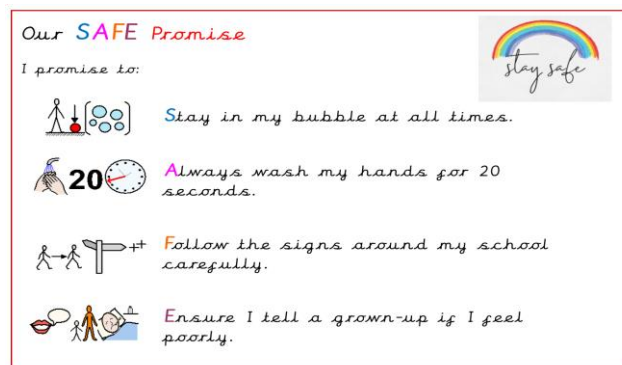 Our SAFE Promise
stay safe
I promise to:
Stay in my bubble at all times.
20
Always wash my hands for 20
seconds.
Follow the signs around my school
carefully.
Ensure I tell a grown-up if I feel
poorly.